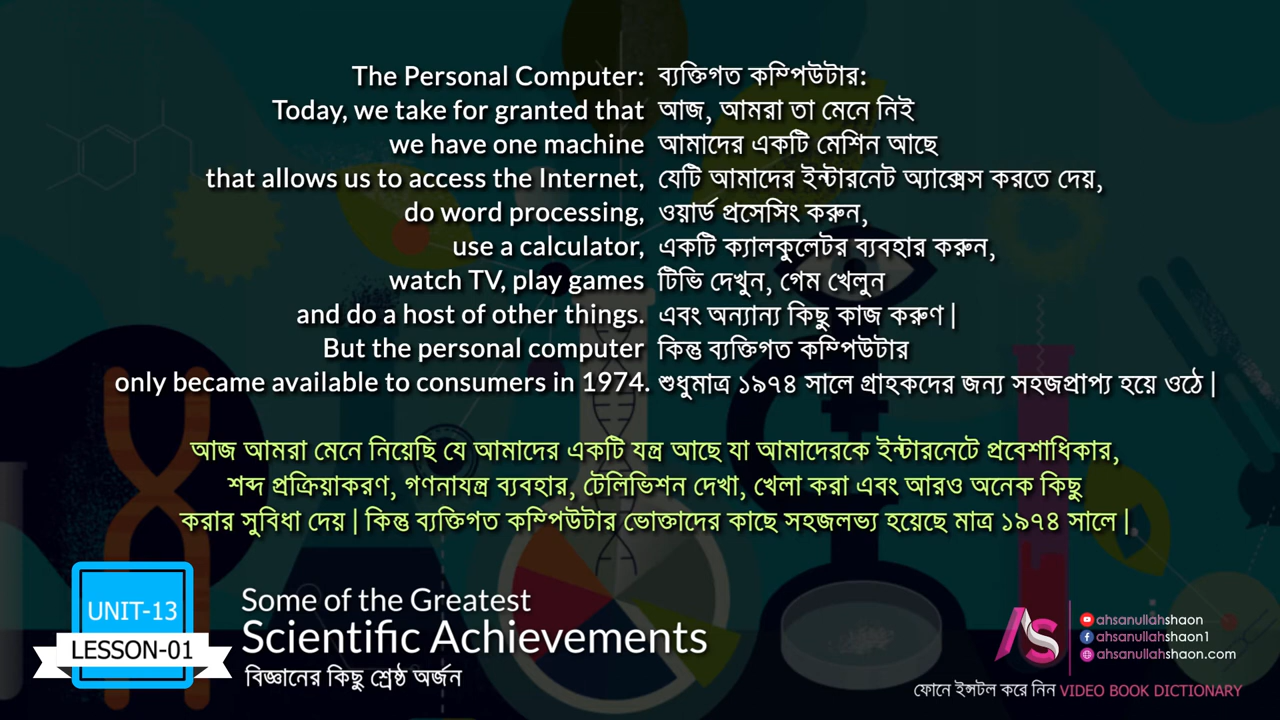 The Personal Computer: ব্যক্তিগত কম্পিউটার:
Today, we take for granted that আজ, আমরা তা মেনে নিই
we have one machine আমাদের একটি মেশিন আছে
that allows us to access the Internet, যেটি আমাদের ইন্টারনেট অ্যাক্সেস করতে দেয়,
do word processing, ওয়ার্ড প্রসেসিং করুন,
use a calculator, একটি ক্যালকুলেটর ব্যবহার করুন,
watch TV, play games টিভি দেখুন, গেম খেলুন
and do a host of other things. এবং অন্যান্য কিছু কাজ করুণ |
But the personal computer কিন্তু ব্যক্তিগত কম্পিউটার
only became available to consumers in 1974. শুধুমাত্র ১৯৭৪ সালে গ্রাহকদের জন্য সহজপ্রাপ্য হয়ে ওঠে |
আজ আমরা মেনে নিয়েছি যে আমাদের একটি যন্ত্র আছে যা আমাদেরকে ইন্টারনেটে প্রবেশাধিকার,
শব্দ প্রক্রিয়াকরণ, গণনাযন্ত্র ব্যবহার, টেলিভিশন দেখা, খেলা করা এবং আরও অনেক কিছু
করার সুবিধা দেয় | কিন্তু ব্যক্তিগত কম্পিউটার ভোক্তাদের কাছে সহজলভ্য হয়েছে মাত্র ১৯৭৪ সালে |
UNIT-13
LESSON-01
Some of the Greatest
Scientific Achievements
বিজ্ঞানের কিছু শ্রেষ্ঠ অর্জন
AS
ahsanullahshaon
ahsanullahshaon1
ahsanullahshaon.com
ফোনে ইন্সটল করে নিন VIDEO BOOK DICTIONARY